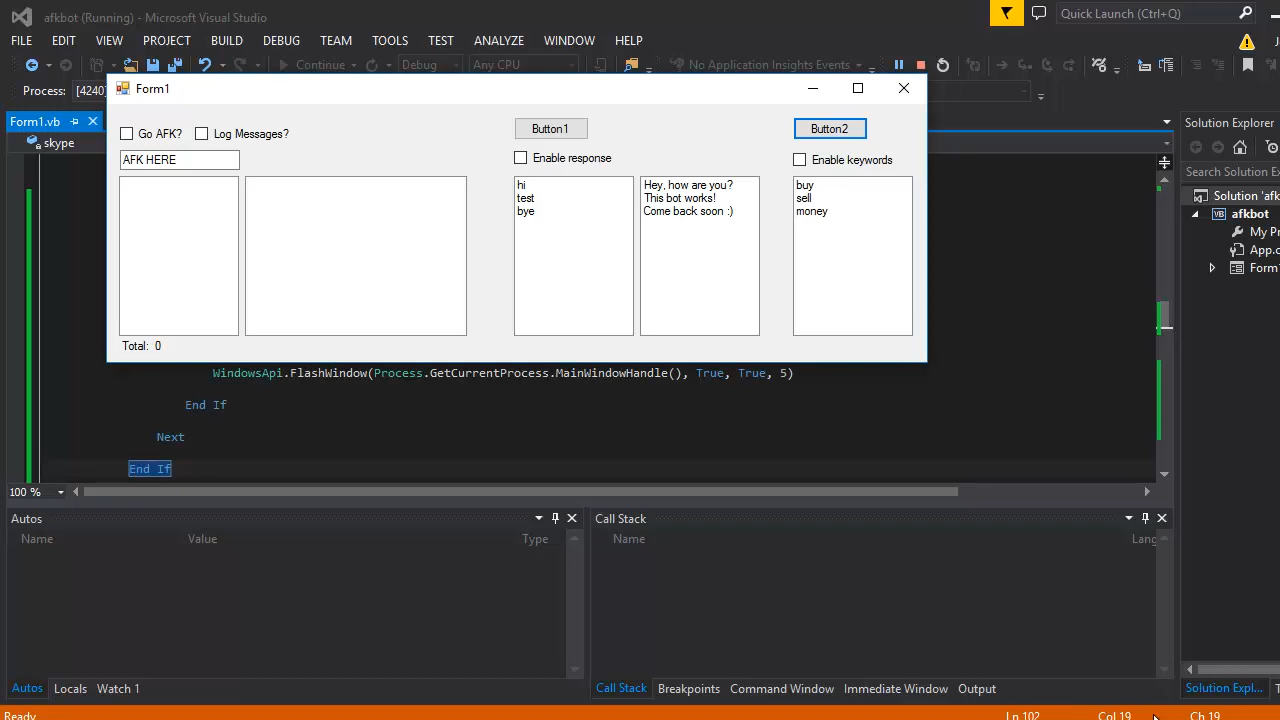 afkbot (Running) - Microsoft Visual Studio
Quick Launch (Ctrl+Q)
FILE EDIT VIEW PROJECT BUILD DEBUG TEAM TOOLS TEST ANALYZE WINDOW HELP
Continue Debug Any CPU No Application Insights Events
Process: [4240]
Form1
Form1.vb
skype
Go AFK? Log Messages?
AFK HERE
Total: 0
Button1
Enable response
hi
test
bye
Hey, how are you?
This bot works!
Come back soon :)
Button2
Enable keywords
buy
sell
money
WindowsApi.FlashWindow(Process.GetCurrentProcess.MainWindowHandle(), True, True, 5)
End If
Next
End If
100 %
Solution Explorer
Search Solution Ex
Solution 'afk
VB afkbot
My Pr
App.c
Form1
Solution Expl...
Autos
Name Value Type
Autos Locals Watch 1
Call Stack
Name Lang
Call Stack Breakpoints Command Window Immediate Window Output
Ready Ln 102 Col 19 Ch 19